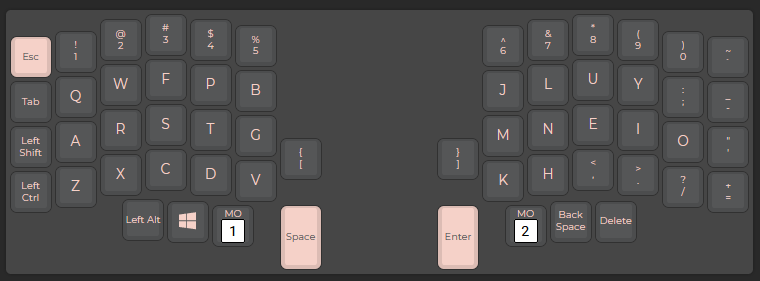 Esc
!
1
@
2
#
3
$
4
%
5
^
6
&
7
*
8
(
9
)
0
~
Tab
Q
W
F
P
B
J
L
U
Y
:
;
_
-
Left
Shift
A
R
S
T
G
M
N
E
I
O
"
'
Left
Ctrl
Z
X
C
D
V
{
[
}
]
K
H
<
,
>
.
?
/
+
=
Left Alt
MO
1
Space
Enter
MO
2
Back
Space
Delete